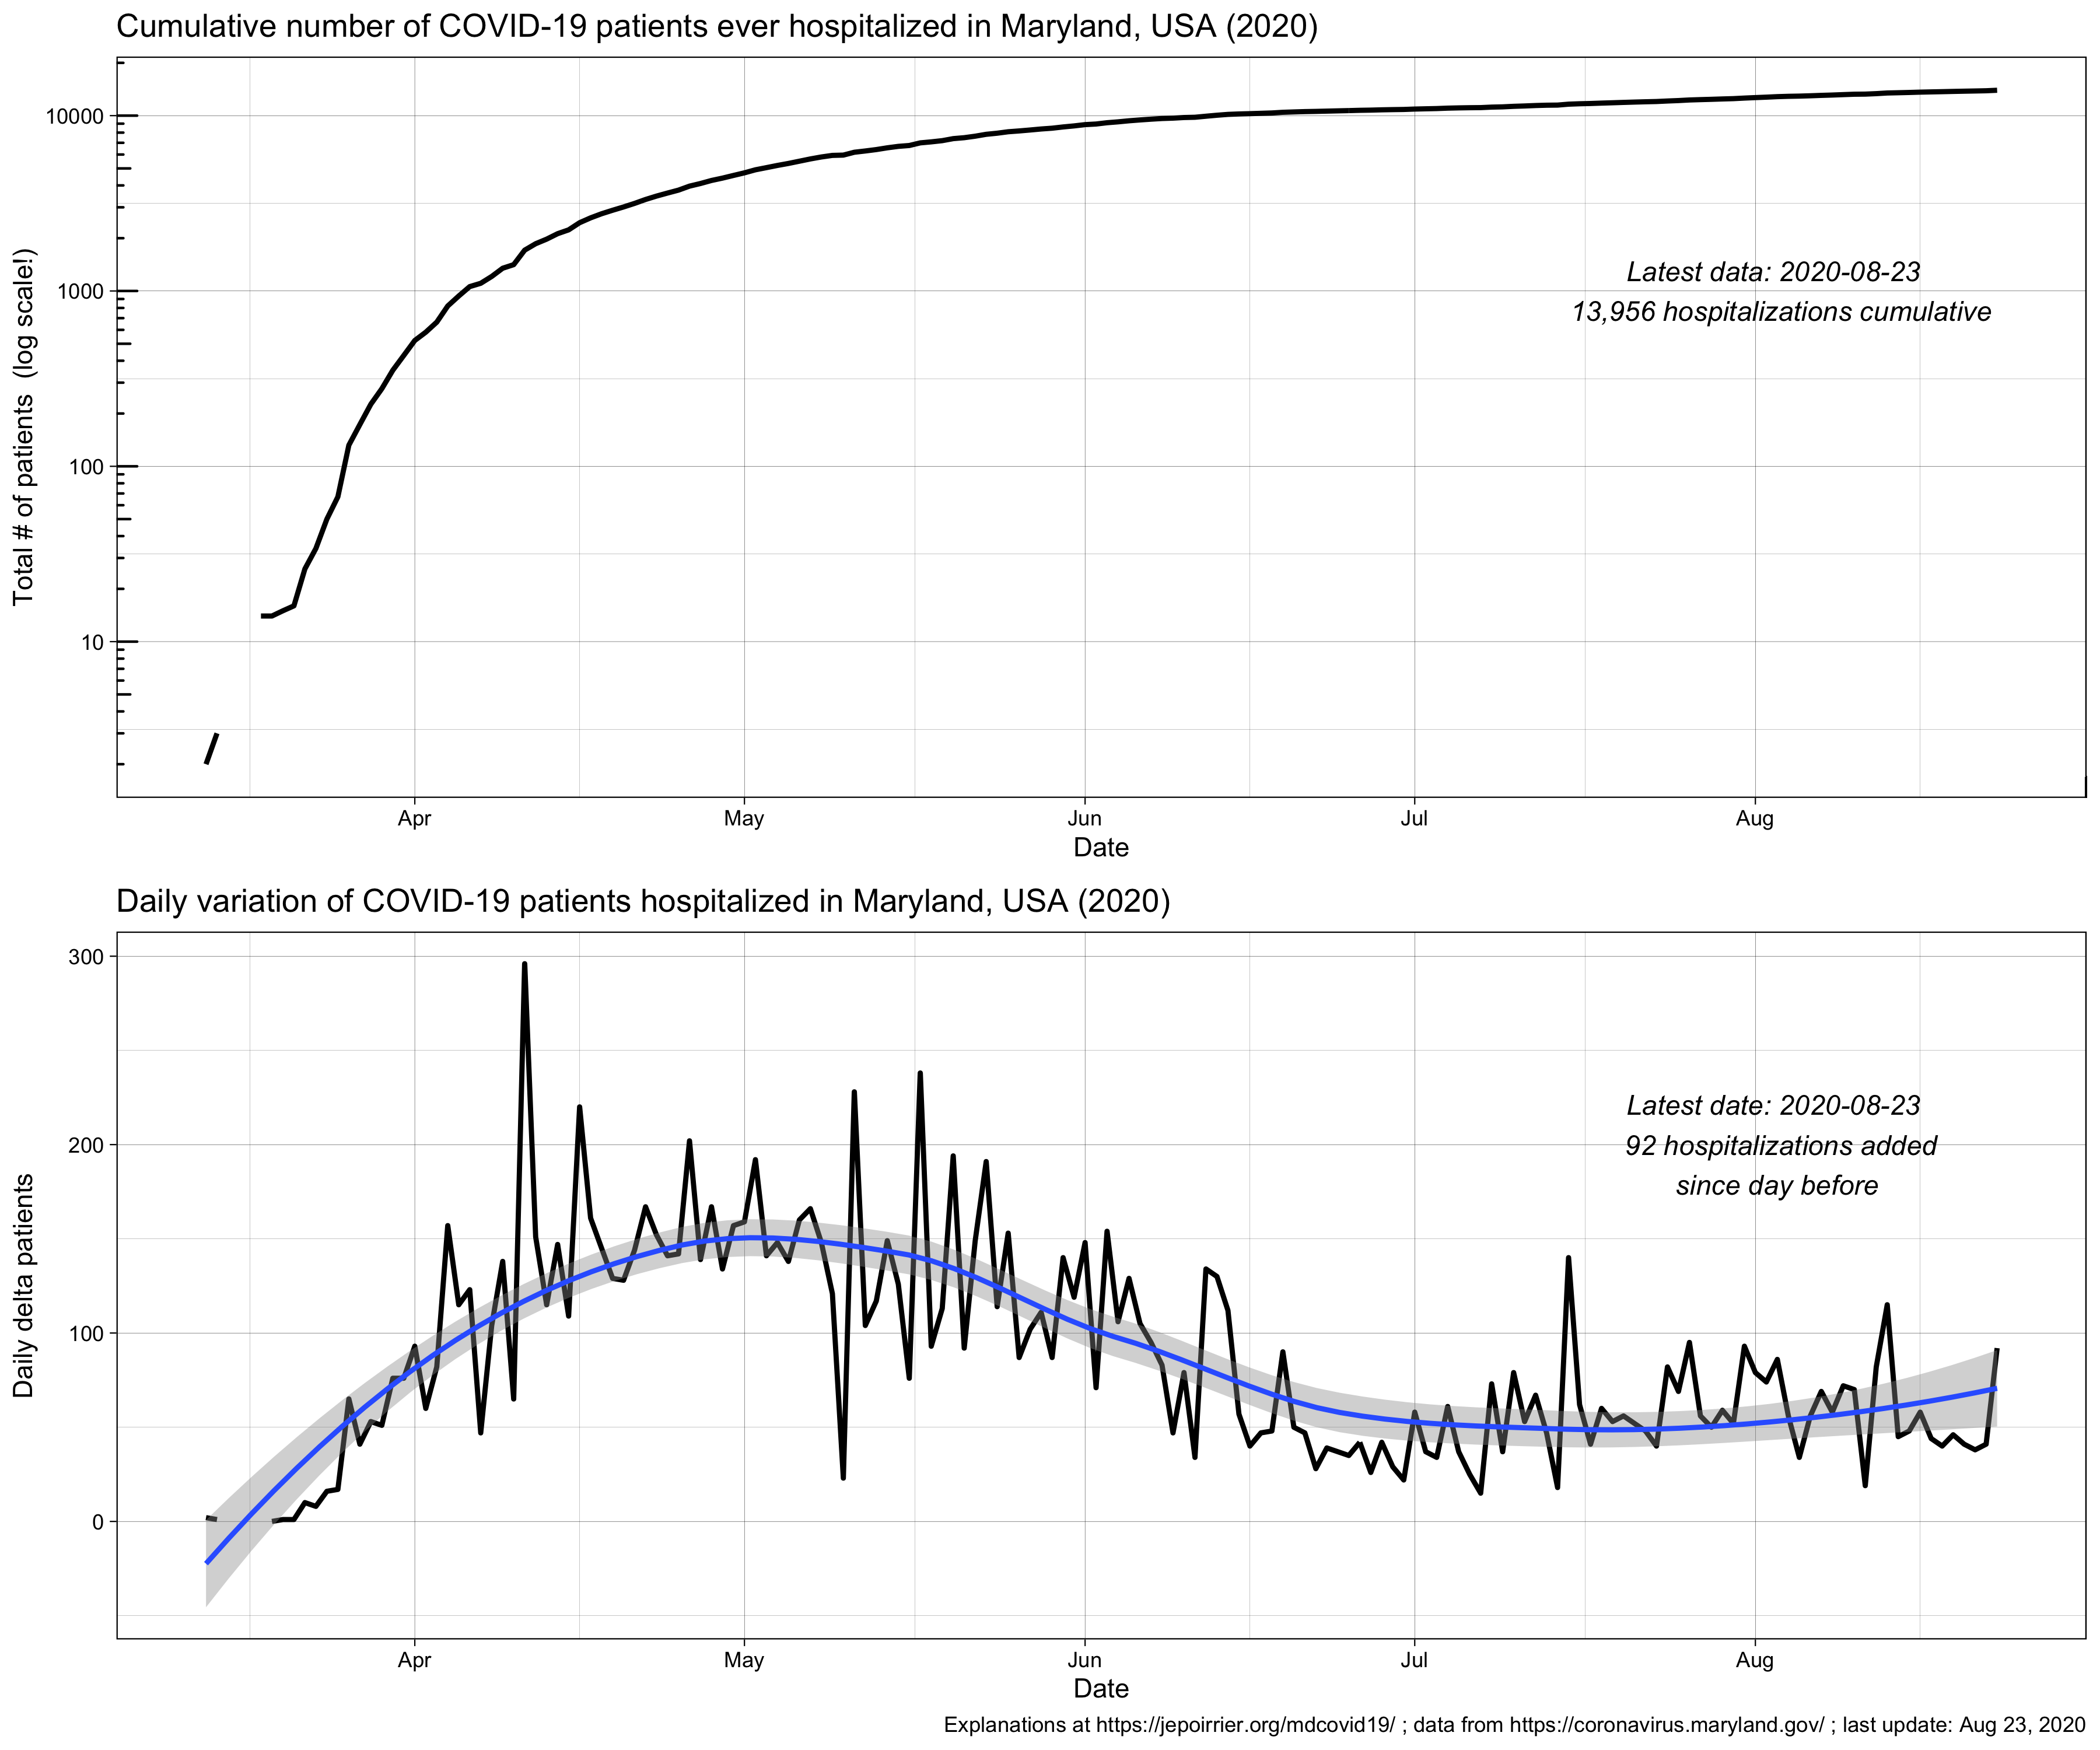 Cumulative number of COVID-19 patients ever hospitalized in Maryland, USA (2020)
Total # of patients  (log scale!)
10000
1000
100
10
Latest data: 2020-08-23
13,956 hospitalizations cumulative
Apr
May
Jun
Jul
Aug
Date
Daily variation of COVID-19 patients hospitalized in Maryland, USA (2020)
Daily delta patients
300
200
100
0
Latest date: 2020-08-23
92 hospitalizations added
since day before
Apr
May
Jun
Jul
Aug
Date
Explanations at https://jepoirrier.org/mdcovid19/ ; data from https://coronavirus.maryland.gov/ ; last update: Aug 23, 2020